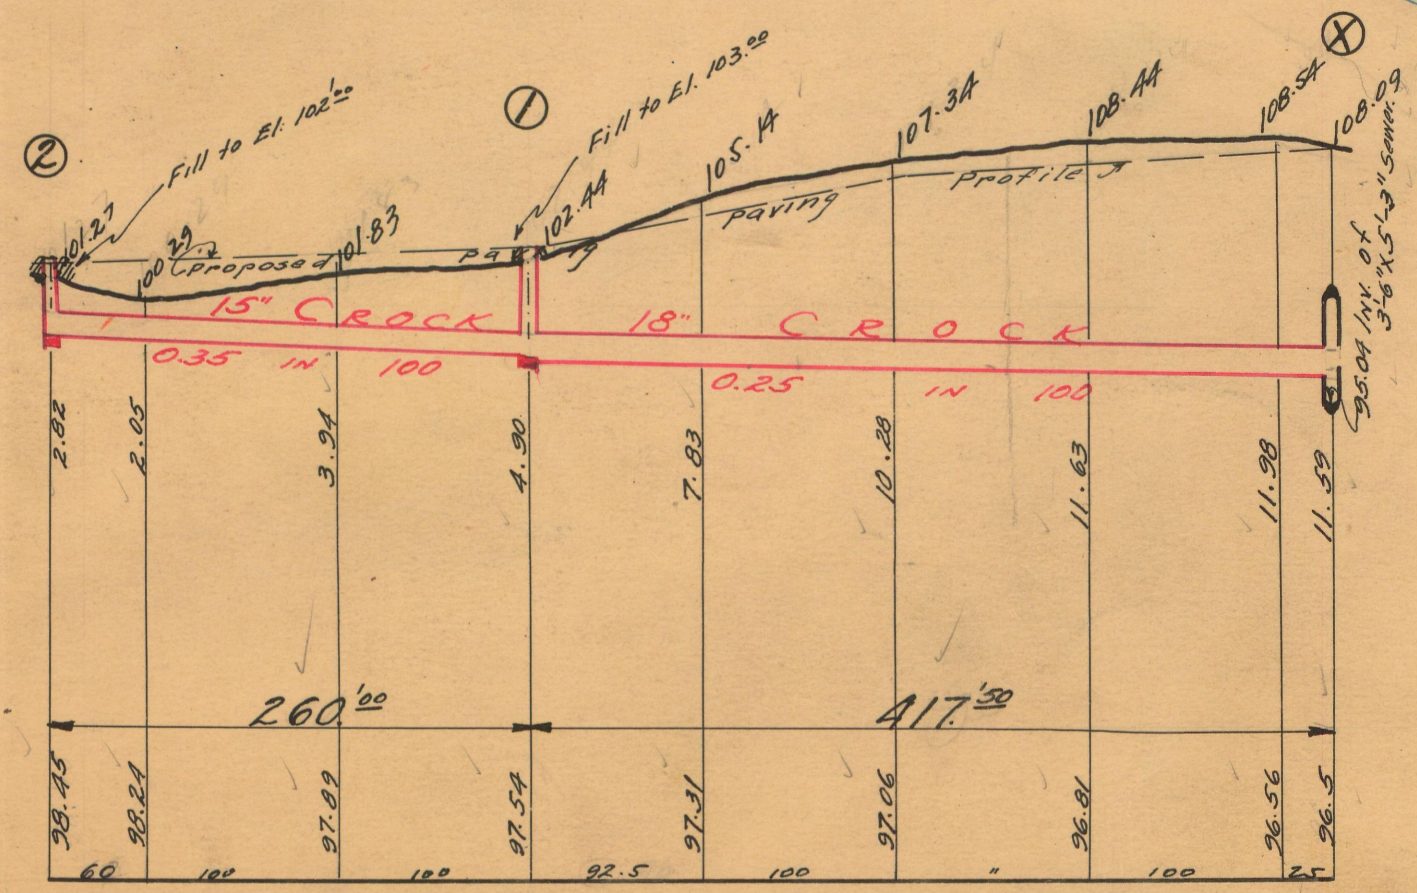 2
Fill to El. 102.'00
1
Fill to El. 103.00
X
101.27
100.29
101.83
102.44
105.14
107.34
108.44
108.54
108.09
95.04 Inv. of
3'-6"x5'-3" Sewer.
proposed paving
paving Profile
15" CROCK
18" CROCK
0.35 IN 100
0.25 IN 100
2.82
2.05
3.94
4.90
7.83
10.28
11.63
11.98
11.59
260.'00
417.'50
98.45
98.24
97.89
97.54
97.31
97.06
96.81
96.56
96.5
60 100 100 92.5 100 " 100 25